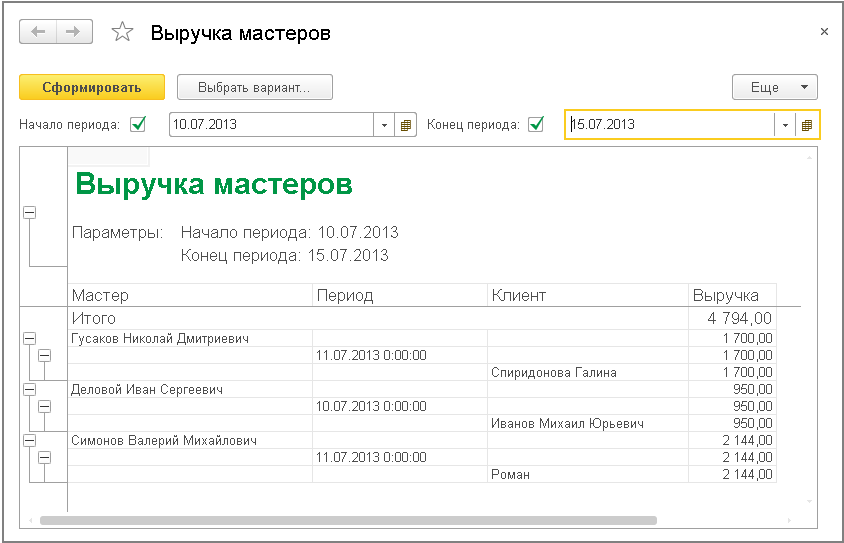 Выручка мастеров
Сформировать Выбрать вариант... Еще
Начало периода: 10.07.2013 Конец периода: 15.07.2013
Выручка мастеров
Параметры: Начало периода: 10.07.2013
Конец периода: 15.07.2013
Мастер Период Клиент Выручка
Итого 4 794,00
Гусаков Николай Дмитриевич 1 700,00
11.07.2013 0:00:00 1 700,00
Спиридонова Галина 1 700,00
Деловой Иван Сергеевич 950,00
10.07.2013 0:00:00 950,00
Иванов Михаил Юрьевич 950,00
Симонов Валерий Михайлович 2 144,00
11.07.2013 0:00:00 2 144,00
Роман 2 144,00